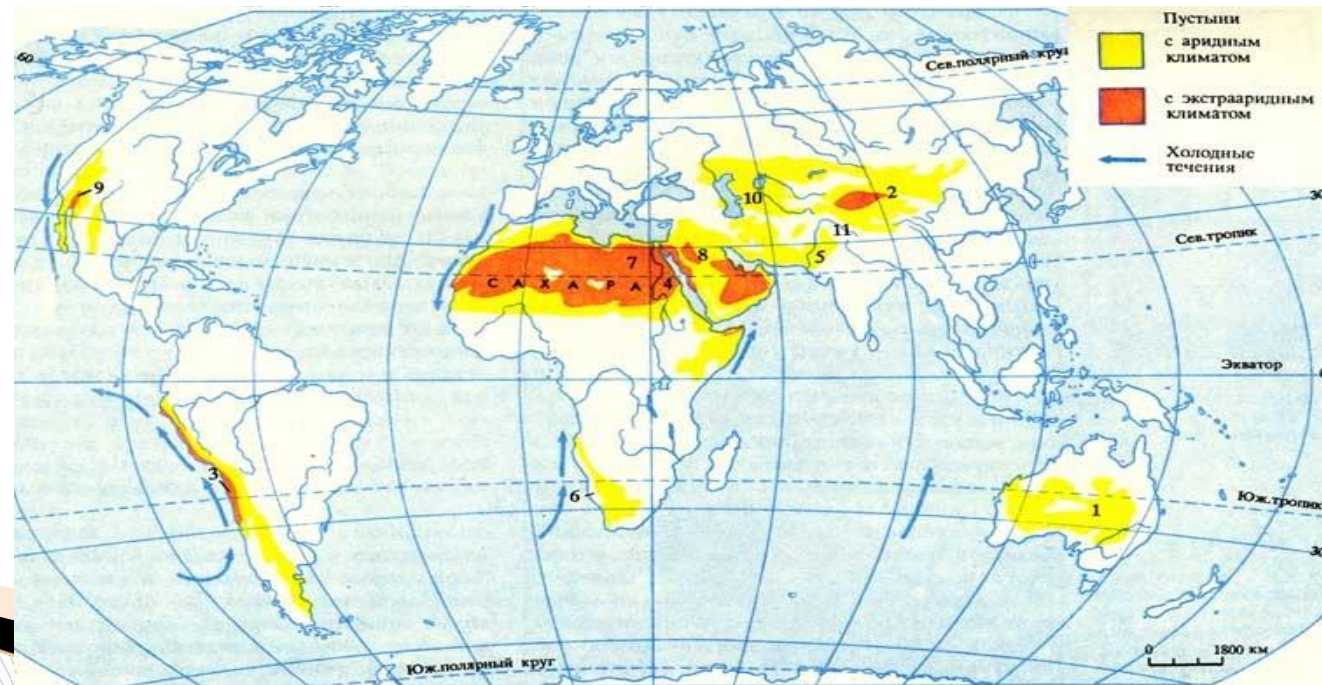 Пустыни
с аридным
климатом
с экстрааридным
климатом
Холодные
течения
60
Сев.полярный круг
9
10
2
30
11
Сев.тропик
5
8
7
САХАРА
4
Экватор
3
6
1
Юж.тропик
30
Юж.полярный круг
0 1800 км